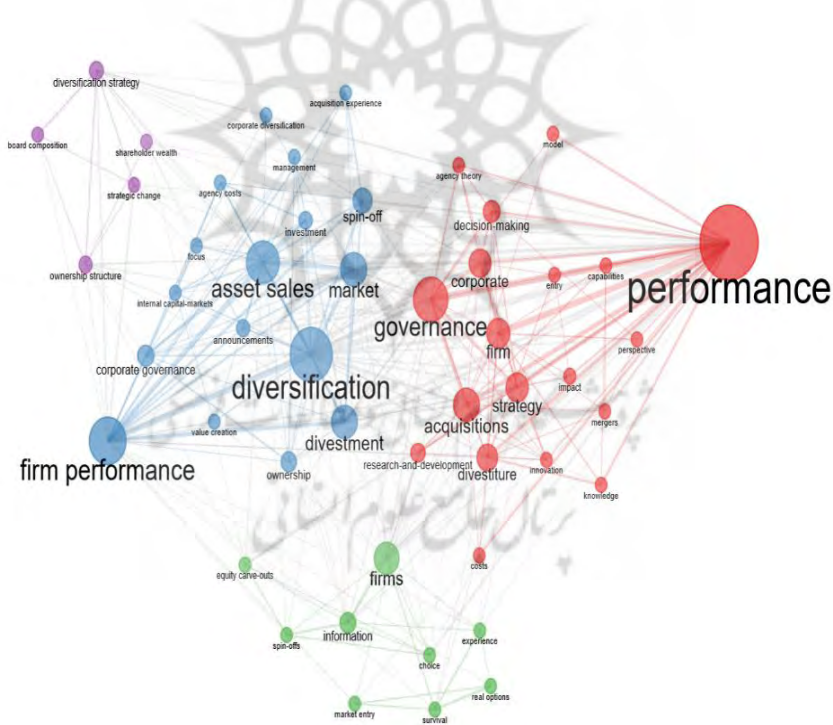 diversification strategy
board composition
shareholder wealth
strategic change
ownership structure
acquisition experience
corporate diversification
management
agency costs
spin-off
investment
focus
asset sales
market
internal capital-markets
announcements
corporate governance
diversification
value creation
divestment
firm performance
ownership
model
agency theory
decision-making
corporate
entry
capabilities
performance
governance
firm
perspective
impact
strategy
acquisitions
mergers
research-and-development
divestiture
innovation
knowledge
costs
equity carve-outs
firms
information
spin-offs
experience
choice
real options
market entry
survival